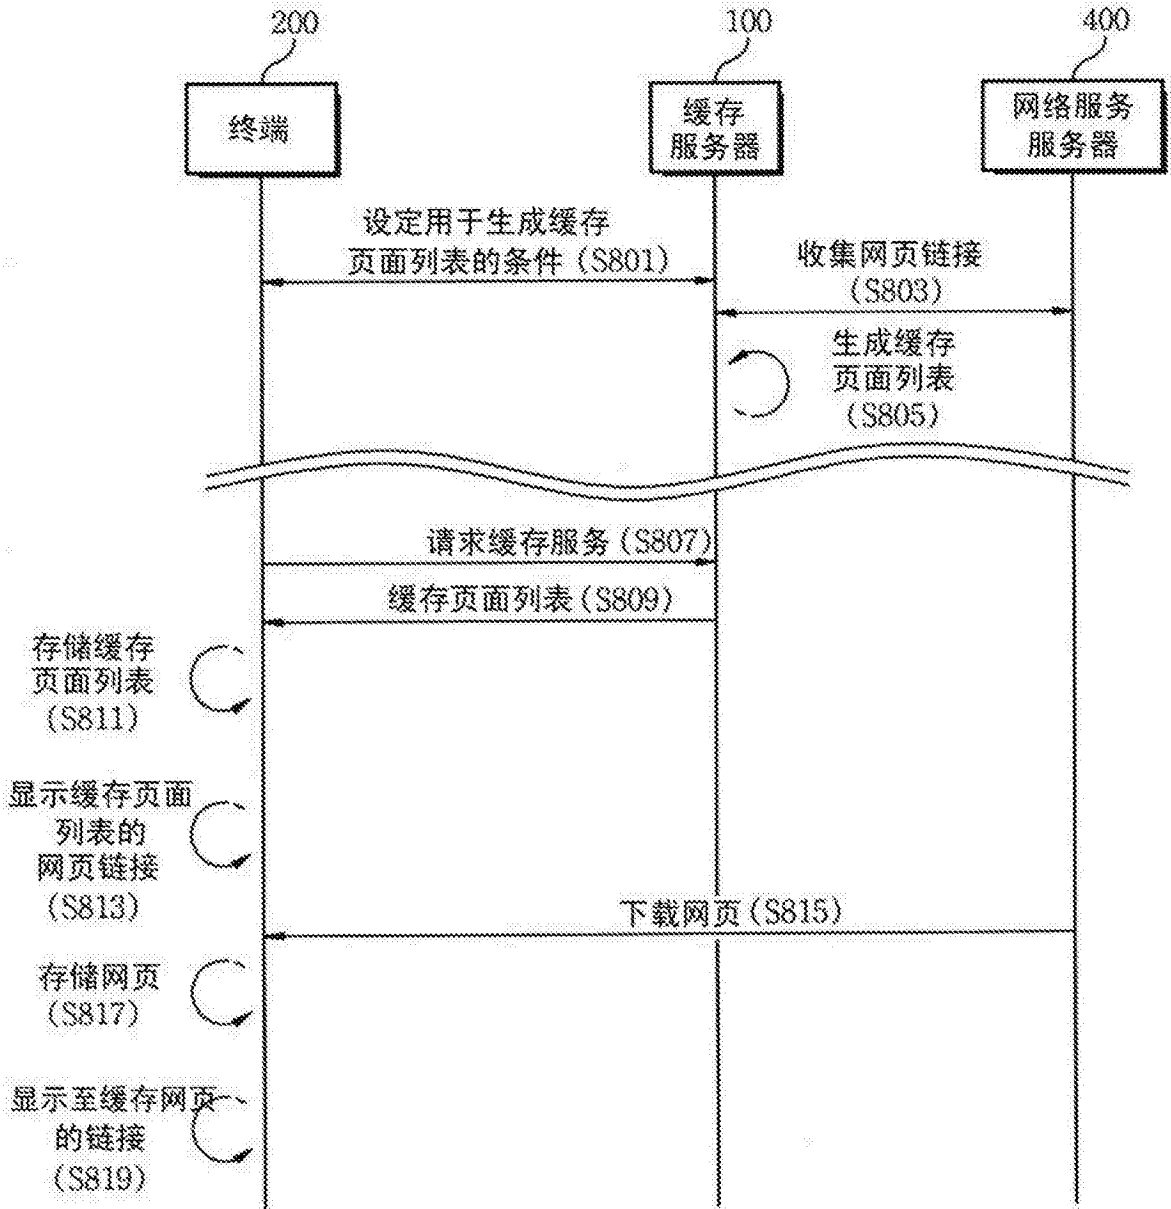 200
100
400
终端
缓存
服务器
网络服务
服务器
设定用于生成缓存
页面列表的条件(S801)
收集网页链接
(S803)
生成缓存
页面列表
(S805)
请求缓存服务(S807)
缓存页面列表(S809)
存储缓存
页面列表
(S811)
显示缓存页面
列表的
网页链接
(S813)
下载网页(S815)
存储网页
(S817)
显示至缓存网页
的链接
(S819)